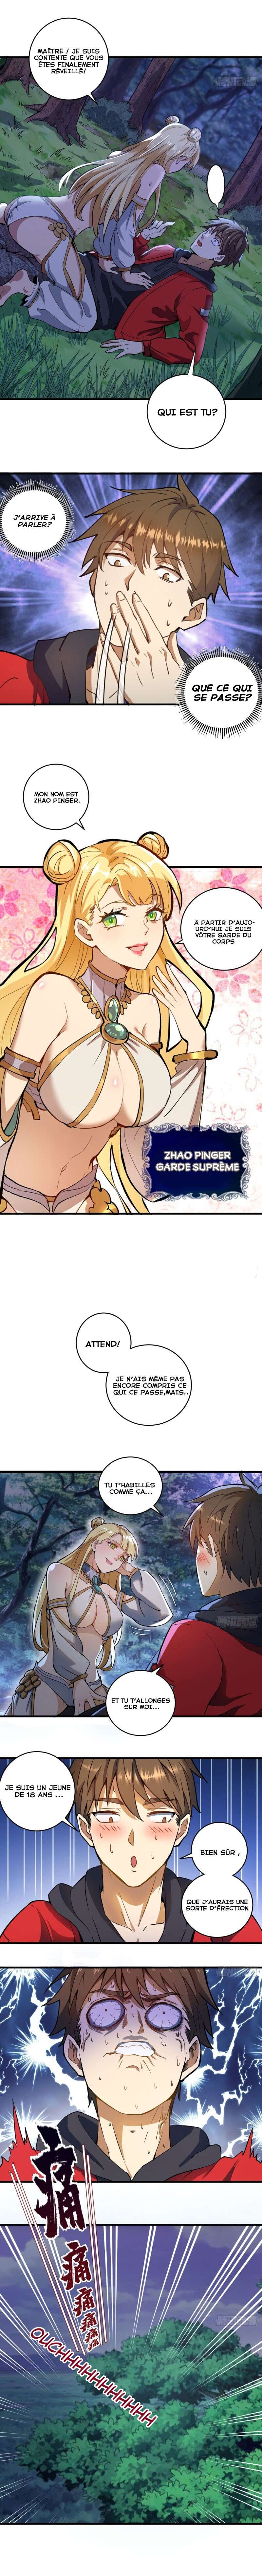 MAÎTRE ! JE SUIS
CONTENTE QUE VOUS
ÊTES FINALEMENT
RÉVEILLÉ!
QUI EST TU?
J'ARRIVE À
PARLER?
QUE CE QUI
SE PASSE?
MON NOM EST
ZHAO PINGER.
À PARTIR D'AUJO-
URD'HUI JE SUIS
VÔTRE GARDE DU
CORPS
ZHAO PINGER
GARDE SUPRÈME
ATTEND!
JE N'AIS MÊME PAS
ENCORE COMPRIS CE
QUI CE PASSE,MAIS..
TU T'HABILLES
COMME ÇA...
ET TU T'ALLONGES
SUR MOI...
JE SUIS UN JEUNE
DE 18 ANS ...
BIEN SÛR ,
QUE J'AURAIS UNE
SORTE D'ÉRECTION
痛
痛
痛
痛
痛
痛
OUCHHHHHHHHHHHH